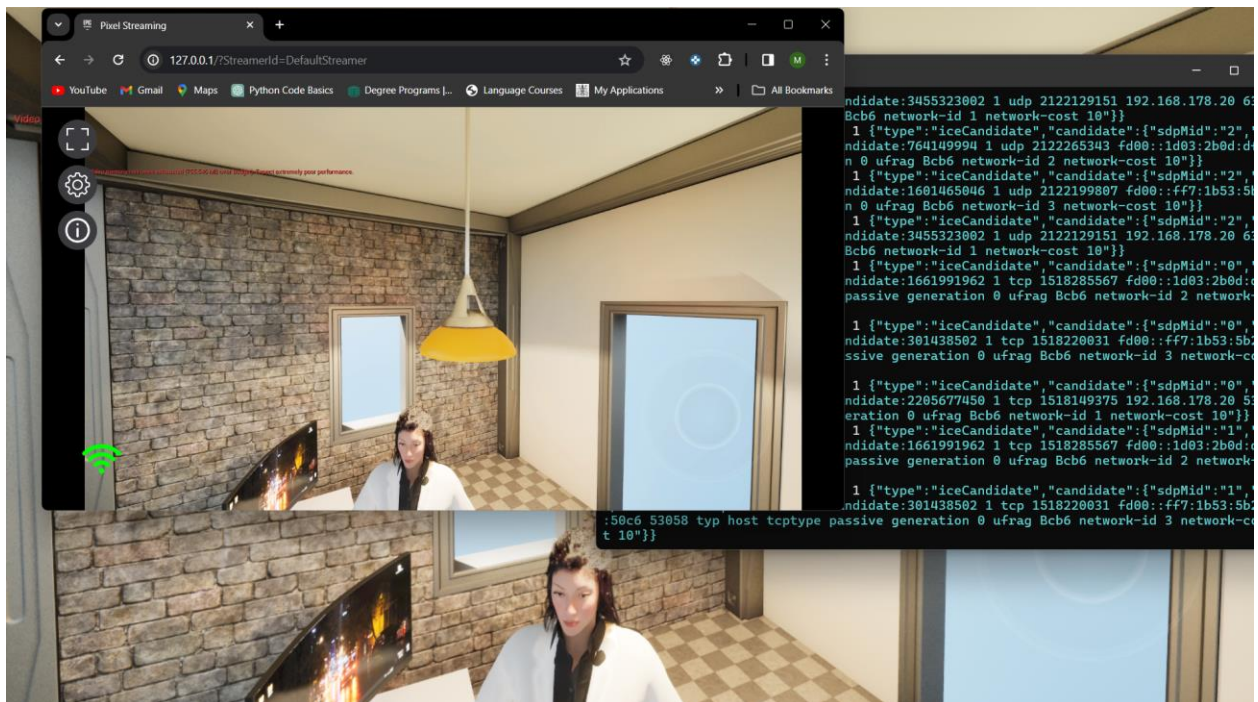 Pixel Streaming
127.0.0.1/?StreamerId=DefaultStreamer
M
YouTube
Gmail
Maps
Python Code Basics
Degree Programs |...
Language Courses
My Applications
»
All Bookmarks
Video
over budget. Expect extremely poor performance.
ndidate:3455323002 1 udp 2122129151 192.168.178.20 6
Bcb6 network-id 1 network-cost 10"}}
1 {"type":"iceCandidate","candidate":{"sdpMid":"2",
ndidate:764149994 1 udp 2122265343 fd00::1d03:2b0d:d
n 0 ufrag Bcb6 network-id 2 network-cost 10"}}
1 {"type":"iceCandidate","candidate":{"sdpMid":"2",
ndidate:1601465046 1 udp 2122199807 fd00::ff7:1b53:5b
n 0 ufrag Bcb6 network-id 3 network-cost 10"}}
1 {"type":"iceCandidate","candidate":{"sdpMid":"2",
ndidate:3455323002 1 udp 2122129151 192.168.178.20 6
Bcb6 network-id 1 network-cost 10"}}
1 {"type":"iceCandidate","candidate":{"sdpMid":"0",
ndidate:1661991962 1 tcp 1518285567 fd00::1d03:2b0d:
passive generation 0 ufrag Bcb6 network-id 2 network-
1 {"type":"iceCandidate","candidate":{"sdpMid":"0",
ndidate:301438502 1 tcp 1518220031 fd00::ff7:1b53:5b2
ssive generation 0 ufrag Bcb6 network-id 3 network-co
1 {"type":"iceCandidate","candidate":{"sdpMid":"0",
ndidate:2205677450 1 tcp 1518149375 192.168.178.20 53
eration 0 ufrag Bcb6 network-id 1 network-cost 10"}}
1 {"type":"iceCandidate","candidate":{"sdpMid":"1",
ndidate:1661991962 1 tcp 1518285567 fd00::1d03:2b0d:
passive generation 0 ufrag Bcb6 network-id 2 network-
1 {"type":"iceCandidate","candidate":{"sdpMid":"1",
ndidate:301438502 1 tcp 1518220031 fd00::ff7:1b53:5b2
:50c6 53058 typ host tcptype passive generation 0 ufrag Bcb6 network-id 3 network-co
t 10"}}